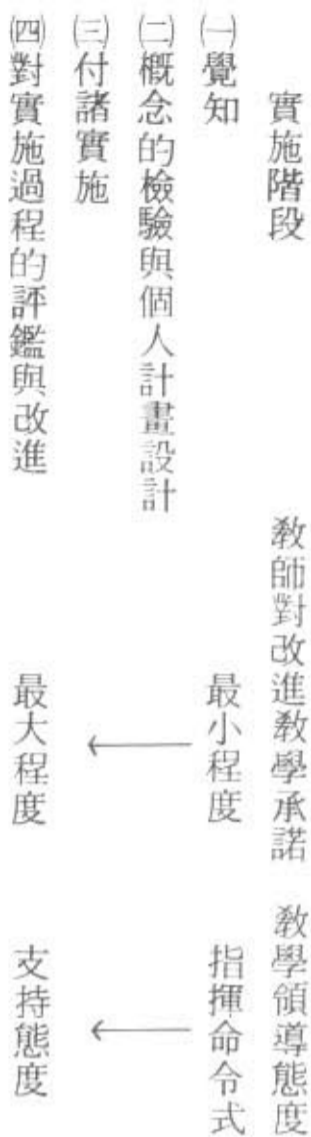 實施階段　教師對改進教學承諾　教學領導態度
㈠覺知　最小程度　指揮命令式
㈡概念的檢驗與個人計畫設計
㈢付諸實施　←　←
㈣對實施過程的評鑑與改進　最大程度　支持態度